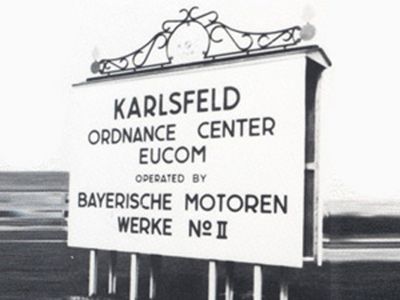 KARLSFELD
ORDNANCE CENTER
EUCOM
OPERATED BY
BAYERISCHE MOTOREN
WERKE No II